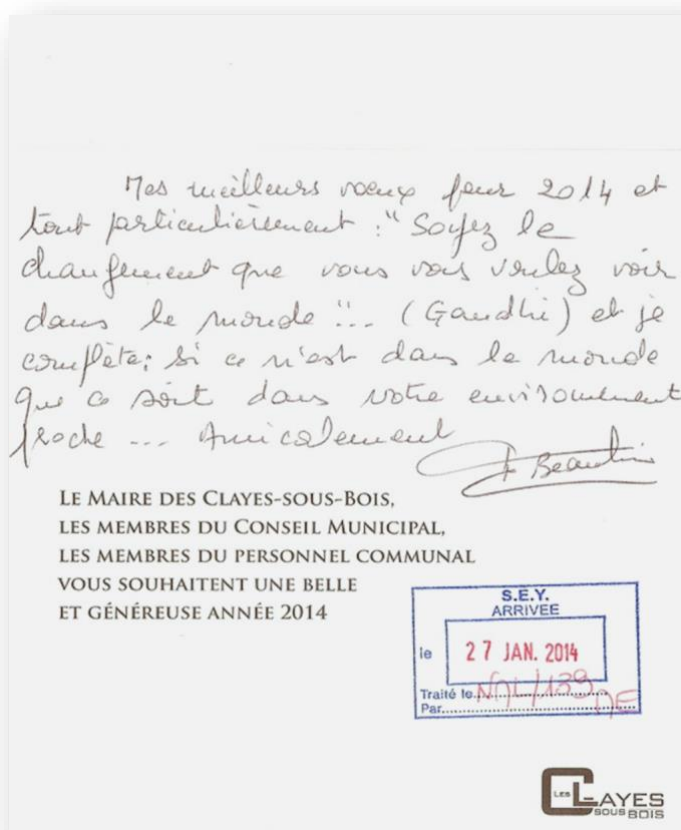 Mes meilleurs voeux pour 2014 et
tout particulièrement : "Soyez le
changement que vous vous voulez voir
dans le monde"... (Gandhi) et je
complète : si ce n'est dans le monde
que ce soit dans votre environnement
proche ... Amicalement
LE MAIRE DES CLAYES-SOUS-BOIS,
LES MEMBRES DU CONSEIL MUNICIPAL,
LES MEMBRES DU PERSONNEL COMMUNAL
VOUS SOUHAITENT UNE BELLE
ET GÉNÉREUSE ANNÉE 2014
S.E.Y.
ARRIVEE
le 27 JAN. 2014
Traité le
Par
LES CLAYES
SOUS BOIS